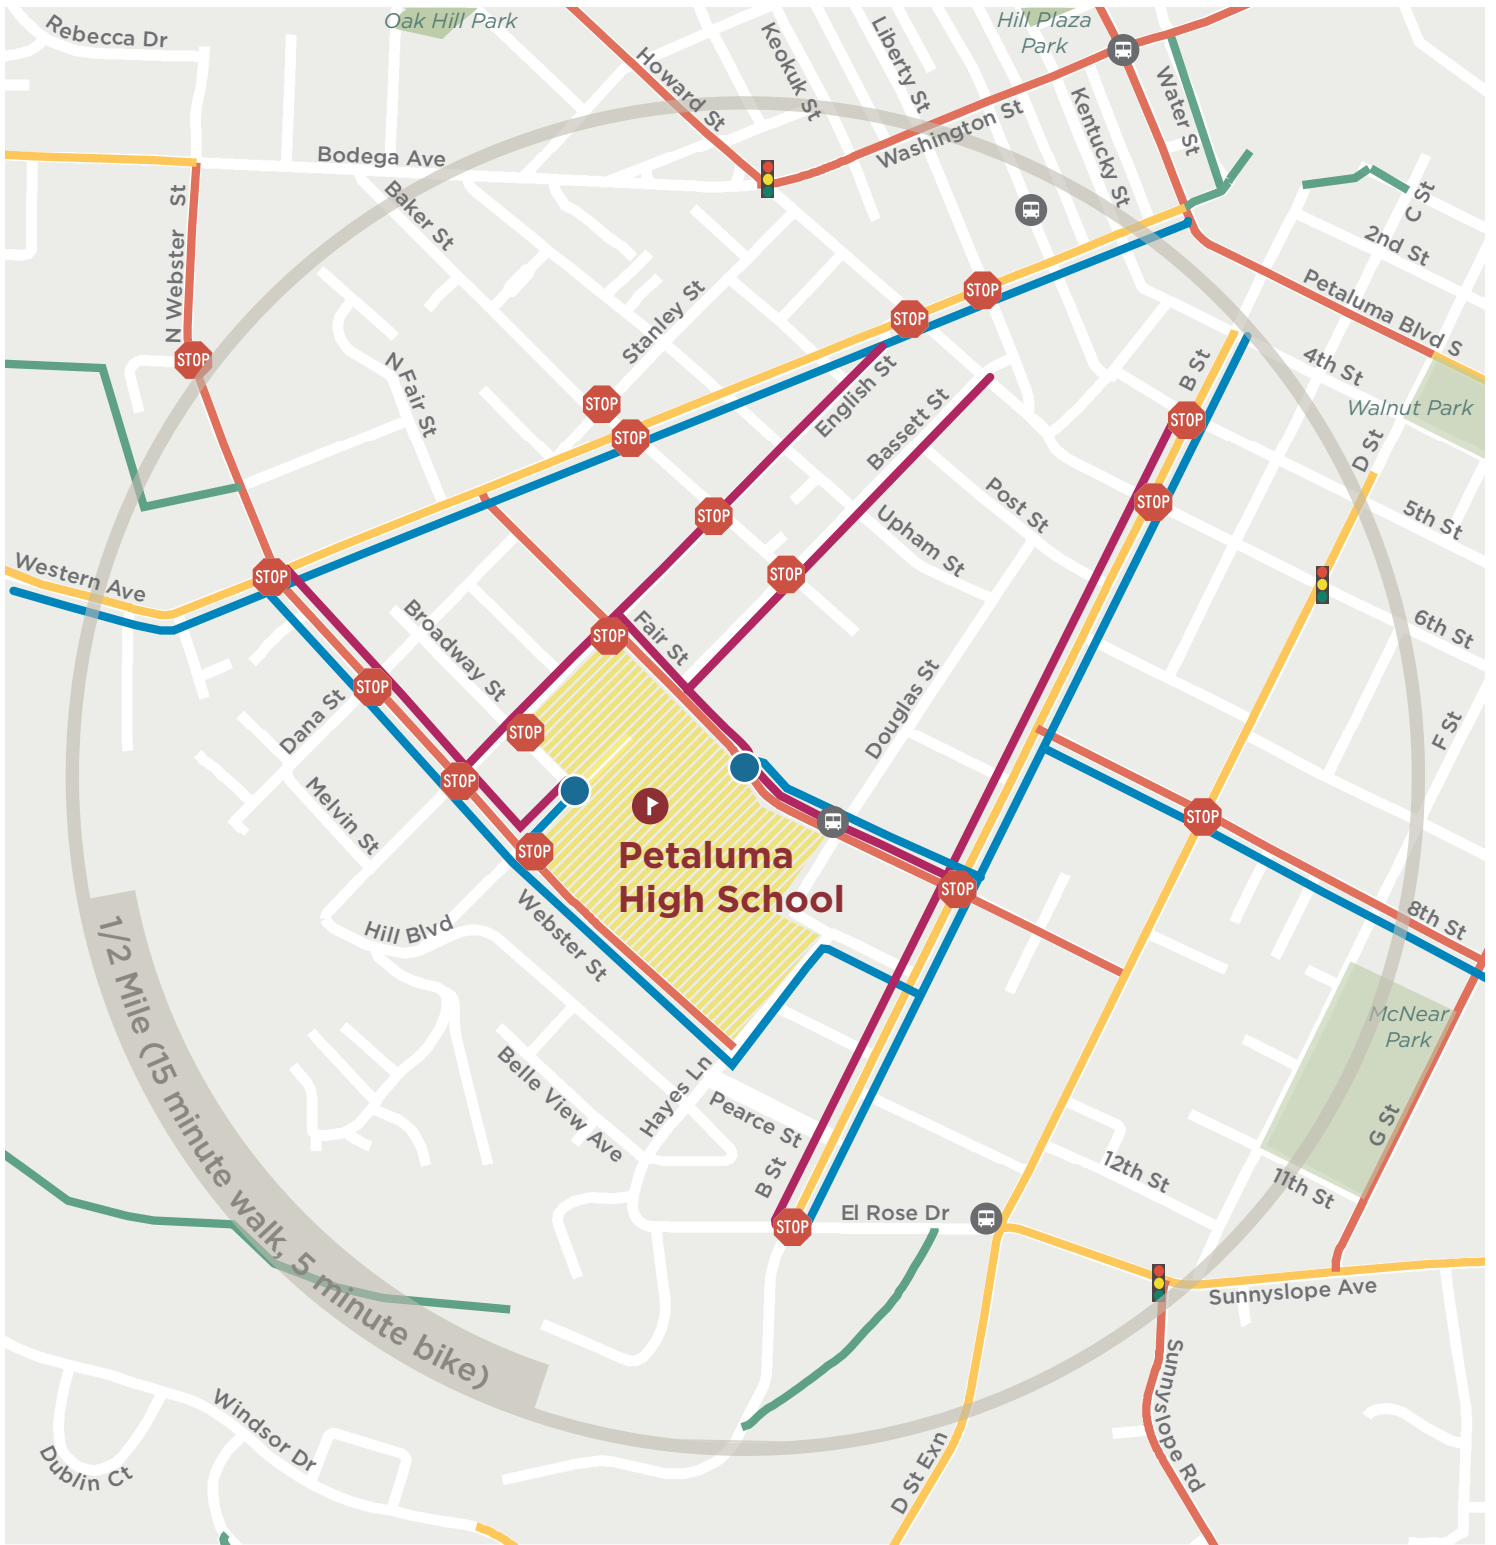 Oak Hill Park
Hill Plaza
Park
Rebecca Dr
Howard St
Keokuk St
Liberty St
Washington St
Kentucky St
Water St
Bodega Ave
N Webster St
Baker St
C St
2nd St
Petaluma Blvd S
Stanley St
STOP
STOP
STOP
N Fair St
English St
Bassett St
B St
4th St
Walnut Park
STOP
STOP
STOP
D St
STOP
STOP
Post St
Upham St
5th St
Western Ave
STOP
STOP
Broadway St
STOP
Fair St
6th St
Dana St
STOP
STOP
Douglas St
F St
STOP
Melvin St
STOP
STOP
Petaluma
High School
STOP
8th St
Hill Blvd
Webster St
1/2 Mile (15 minute walk, 5 minute bike)
McNear
Park
Belle View Ave
Hayes Ln
Pearce St
B St
G St
12th St
11th St
STOP
El Rose Dr
Sunnyslope Ave
Sunnyslope Rd
Windsor Dr
Dublin Ct
D St Exn